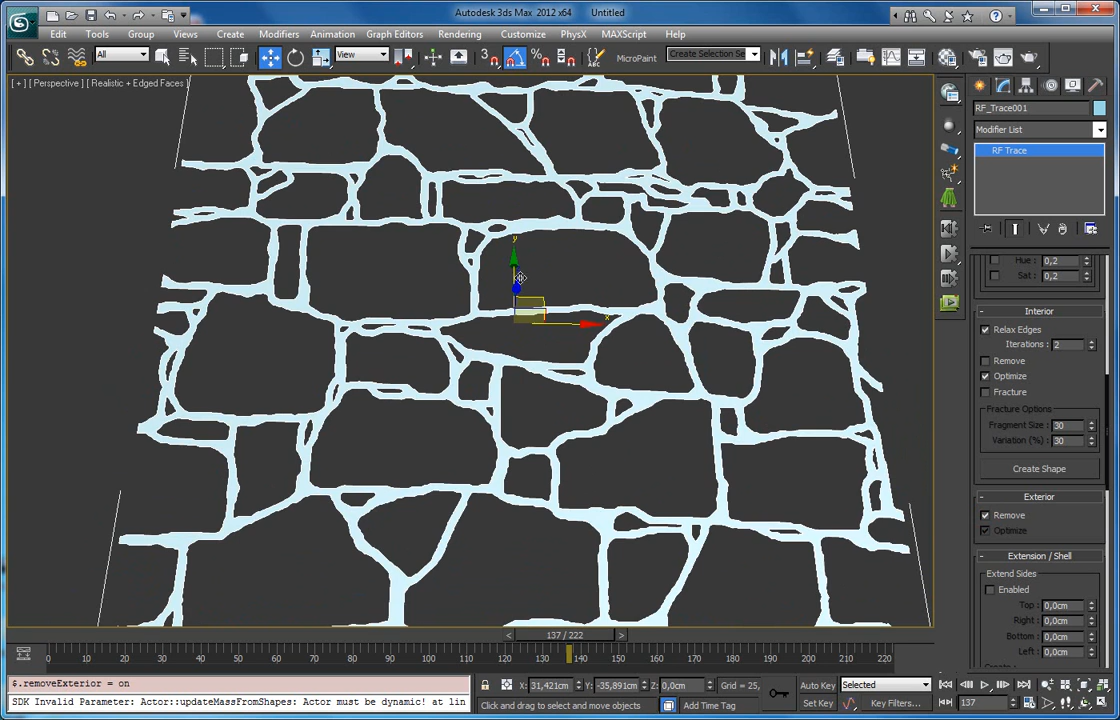 Autodesk 3ds Max 2012 x64 Untitled
Edit Tools Group Views Create Modifiers Animation Graph Editors Rendering Customize PhysX MAXScript Help
All View MicroPaint Create Selection Se
[ + ] [ Perspective ] [ Realistic + Edged Faces ]
RF_Trace001
Modifier List
RF Trace
Hue : 0,2
Sat : 0,2
Interior
Relax Edges
Iterations : 2
Remove
Optimize
Fracture
Fracture Options
Fragment Size : 30
Variation (%) 30
Create Shape
Exterior
Remove
Optimize
Extension / Shell
Extend Sides
Enabled
Top : 0,0cm
Right : 0,0cm
Bottom : 0,0cm
Left : 0,0cm
y
x
< 137 / 222 >
0 10 20 30 40 50 60 70 80 90 100 110 120 130 140 150 160 170 180 190 200 210 220
$.removeExterior = on
SDK Invalid Parameter: Actor::updateMassFromShapes: Actor must be dynamic! at lin
X: 31,421cm Y: -35,891cm Z: 0,0cm Grid = 25,
Click and drag to select and move objects
Add Time Tag
Auto Key Selected
Set Key Key Filters...
137